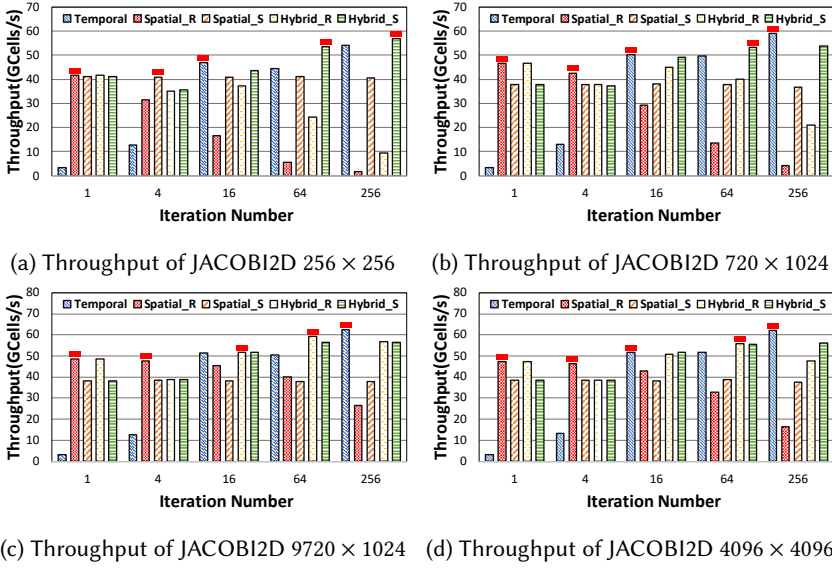 Throughput(GCells/s)
70
60
50
40
30
20
10
0
Temporal Spatial_R Spatial_S Hybrid_R Hybrid_S
1 4 16 64 256
Iteration Number
(a) Throughput of JACOBI2D 256 × 256
Throughput(GCells/s)
70
60
50
40
30
20
10
0
Temporal Spatial_R Spatial_S Hybrid_R Hybrid_S
1 4 16 64 256
Iteration Number
(b) Throughput of JACOBI2D 720 × 1024
Throughput(GCells/s)
80
70
60
50
40
30
20
10
0
Temporal Spatial_R Spatial_S Hybrid_R Hybrid_S
1 4 16 64 256
Iteration Number
(c) Throughput of JACOBI2D 9720 × 1024
Throughput(GCells/s)
80
70
60
50
40
30
20
10
0
Temporal Spatial_R Spatial_S Hybrid_R Hybrid_S
1 4 16 64 256
Iteration Number
(d) Throughput of JACOBI2D 4096 × 4096